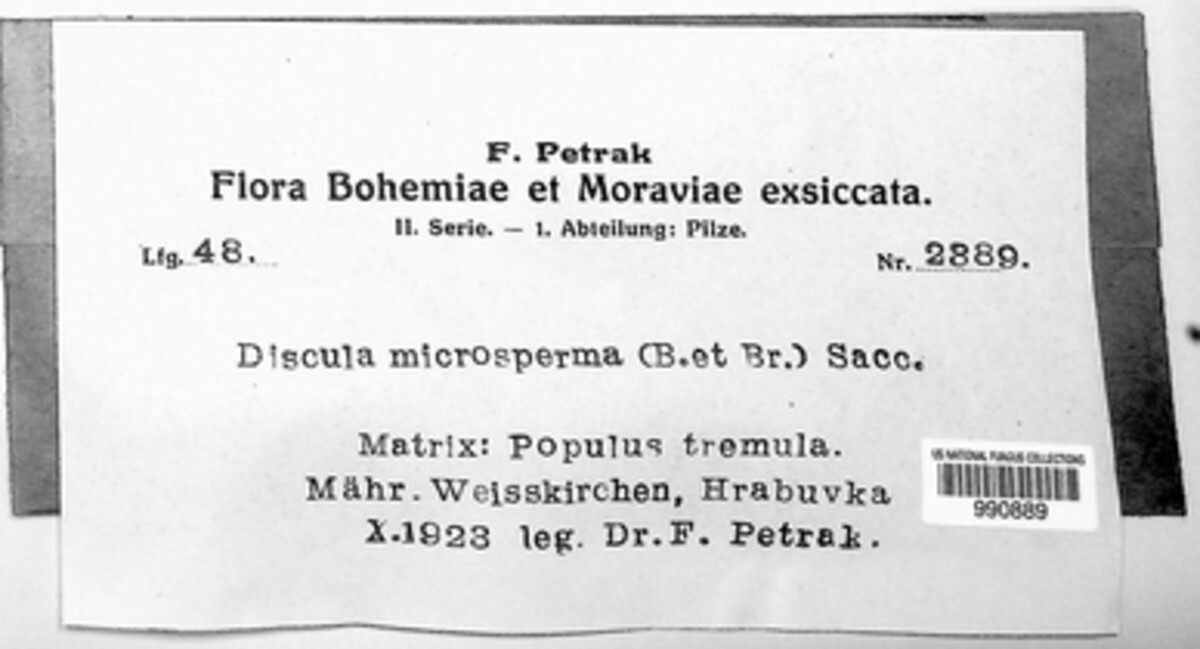 F. Petrak
Flora Bohemiae et Moraviae exsiccata.
II. Serie. — 1. Abteilung: Pilze.
Lfg. 48. Nr. 2889.
Discula microsperma (B.et Br.) Sacc.
Matrix: Populus tremula.
Mähr. Weisskirchen, Hrabuvka
X.1923 leg. Dr.F. Petrak.
US NATIONAL FUNGUS COLLECTIONS
990889